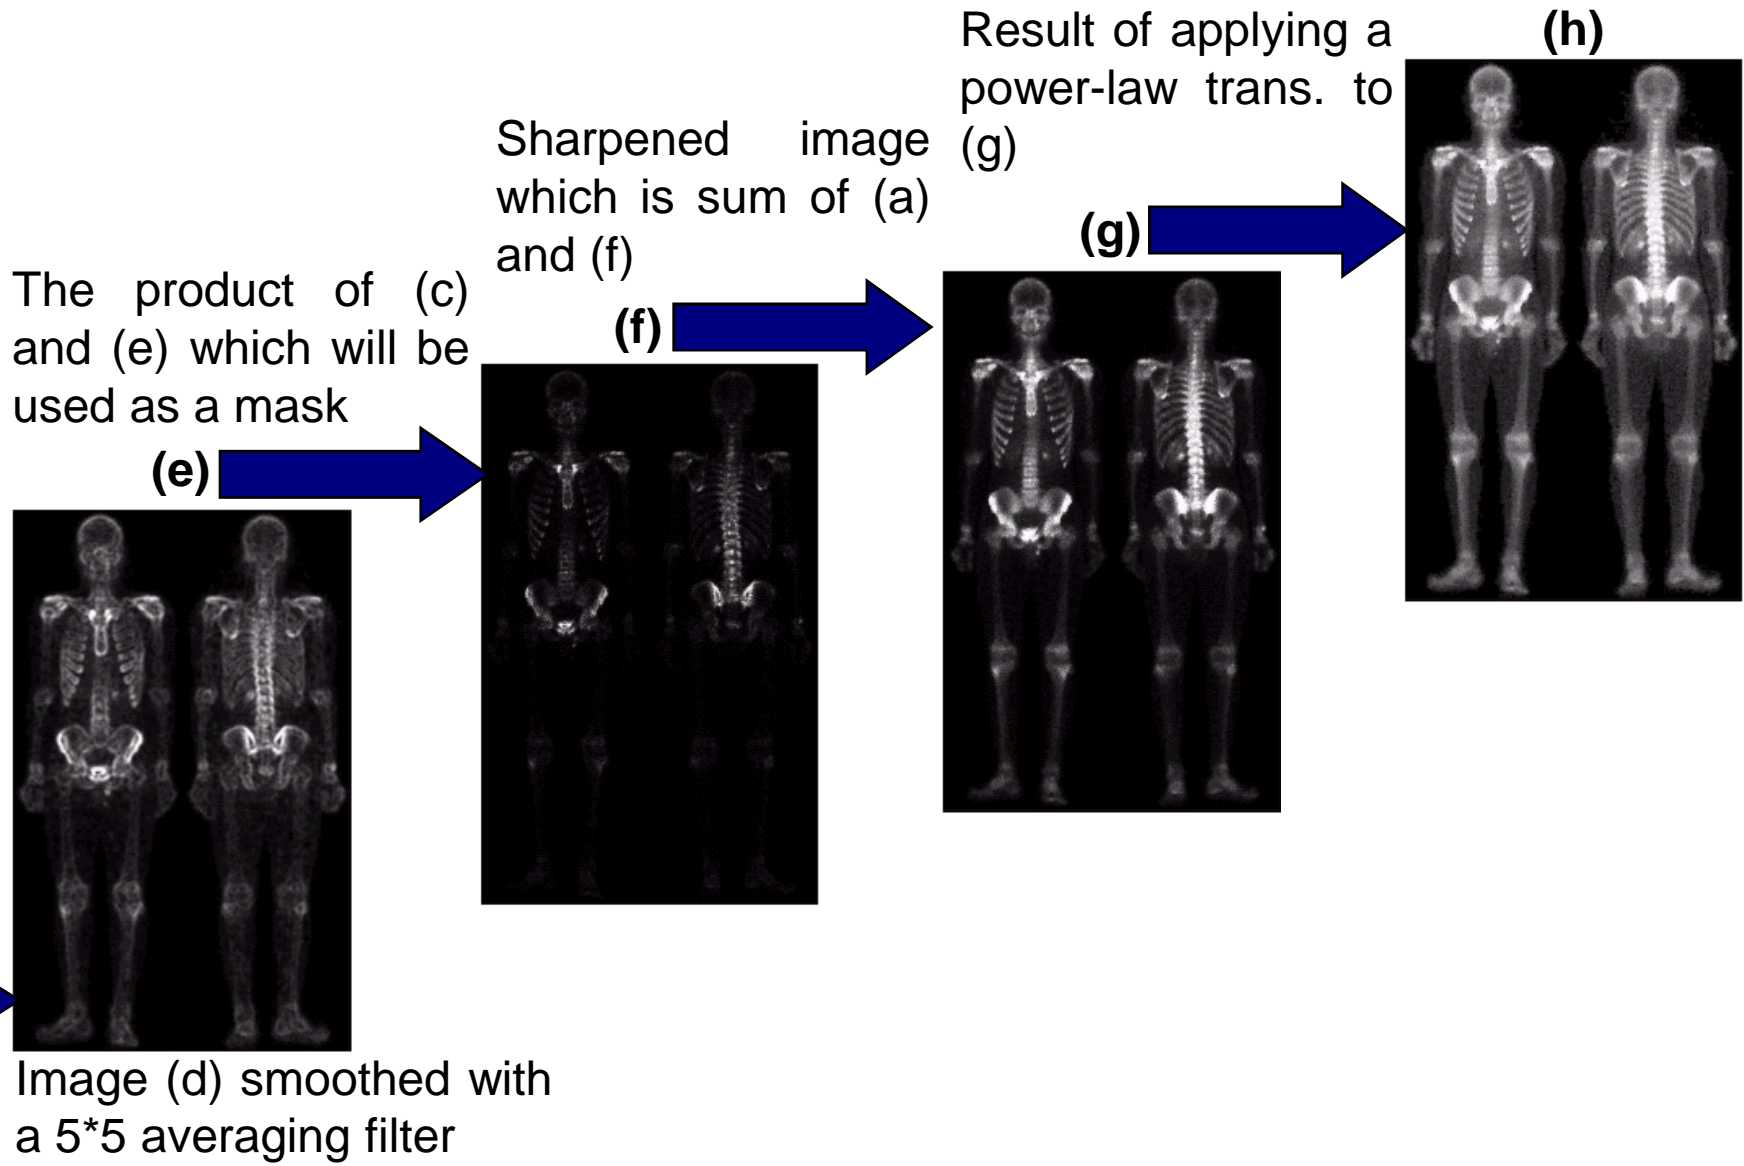 Result of applying a
power-law trans. to
(g)
(h)
Sharpened image
which is sum of (a)
and (f)
(g)
The product of (c)
and (e) which will be
used as a mask
(f)
(e)
Image (d) smoothed with
a 5*5 averaging filter